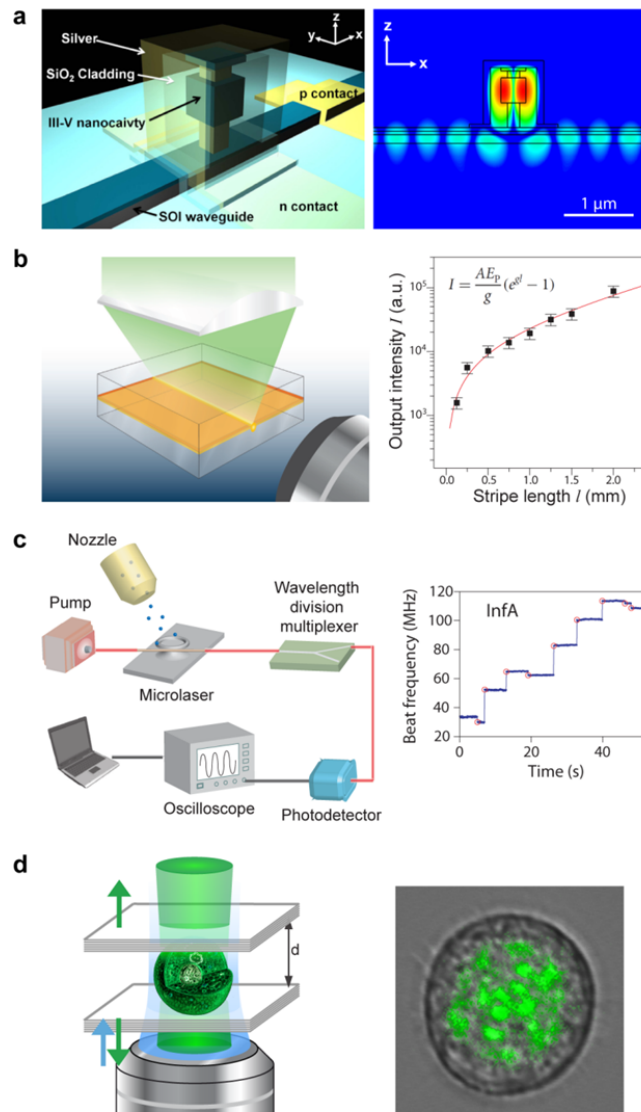 a
Silver
SiO₂ Cladding
III-V nanocaivty
SOI waveguide
p contact
n contact
z
y
x
z
x
1 µm
b
I = AE_P/g (e^{gl} − 1)
Output intensity I (a.u.)
10⁵
10⁴
10³
0.0 0.5 1.0 1.5 2.0
Stripe length l (mm)
c
Nozzle
Pump
Microlaser
Wavelength
division
multiplexer
Oscilloscope
Photodetector
InfA
Beat frequency (MHz)
120
100
80
60
40
20
0 20 40
Time (s)
d
d